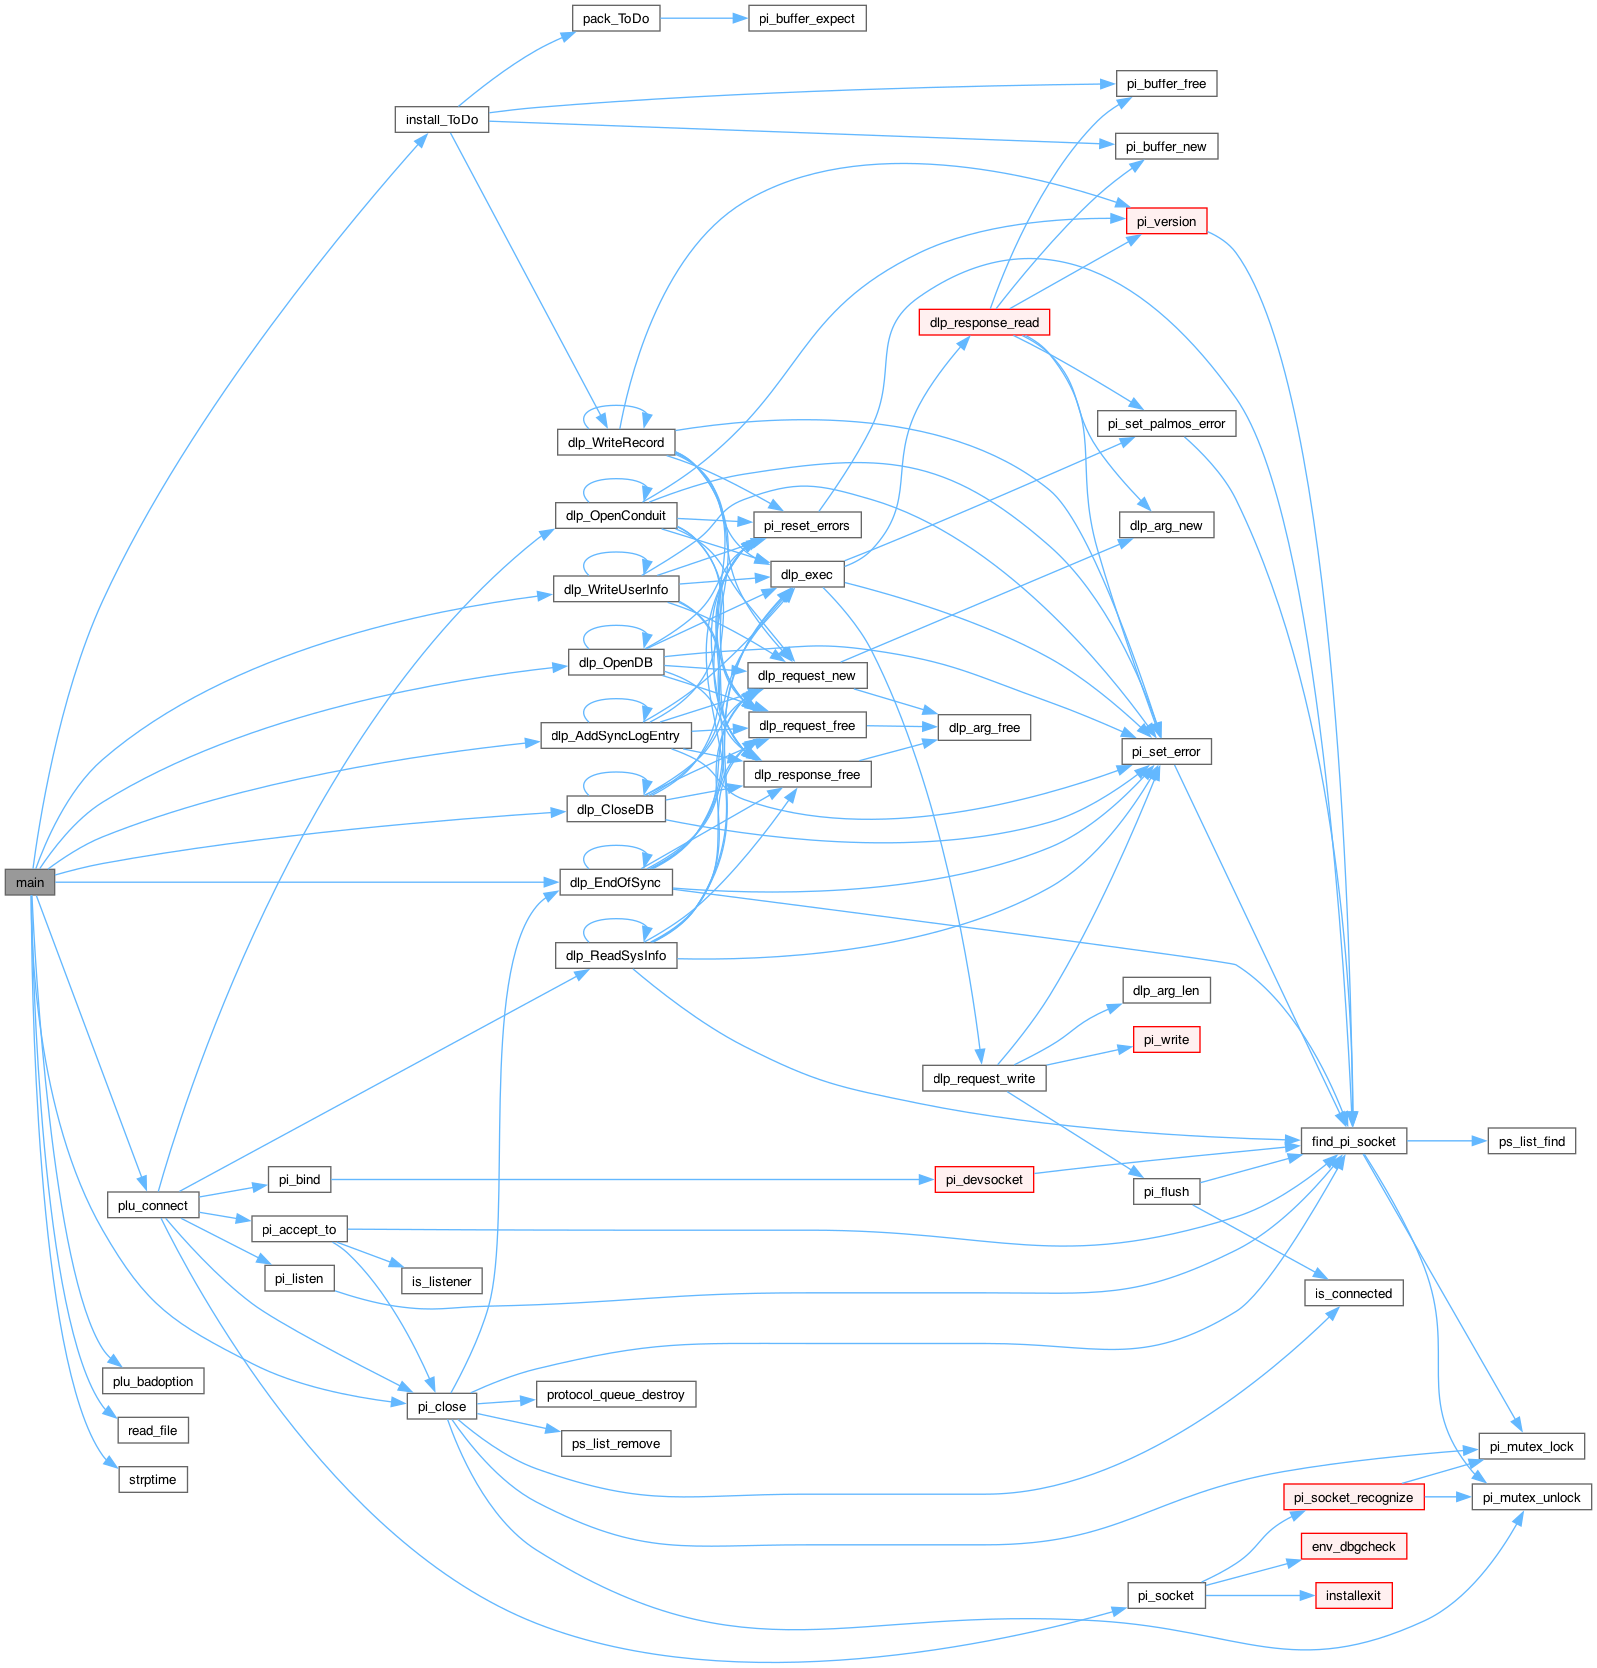 pack_ToDo
pi_buffer_expect
pi_buffer_free
install_ToDo
pi_buffer_new
pi_version
dlp_response_read
pi_set_palmos_error
dlp_WriteRecord
dlp_OpenConduit
pi_reset_errors
dlp_arg_new
dlp_exec
dlp_WriteUserInfo
dlp_OpenDB
dlp_request_new
dlp_request_free
dlp_arg_free
dlp_AddSyncLogEntry
pi_set_error
dlp_response_free
dlp_CloseDB
main
dlp_EndOfSync
dlp_ReadSysInfo
dlp_arg_len
pi_write
dlp_request_write
find_pi_socket
ps_list_find
pi_bind
pi_devsocket
pi_flush
plu_connect
pi_accept_to
pi_listen
is_listener
is_connected
plu_badoption
protocol_queue_destroy
pi_close
read_file
ps_list_remove
pi_mutex_lock
strptime
pi_socket_recognize
pi_mutex_unlock
env_dbgcheck
pi_socket
installexit